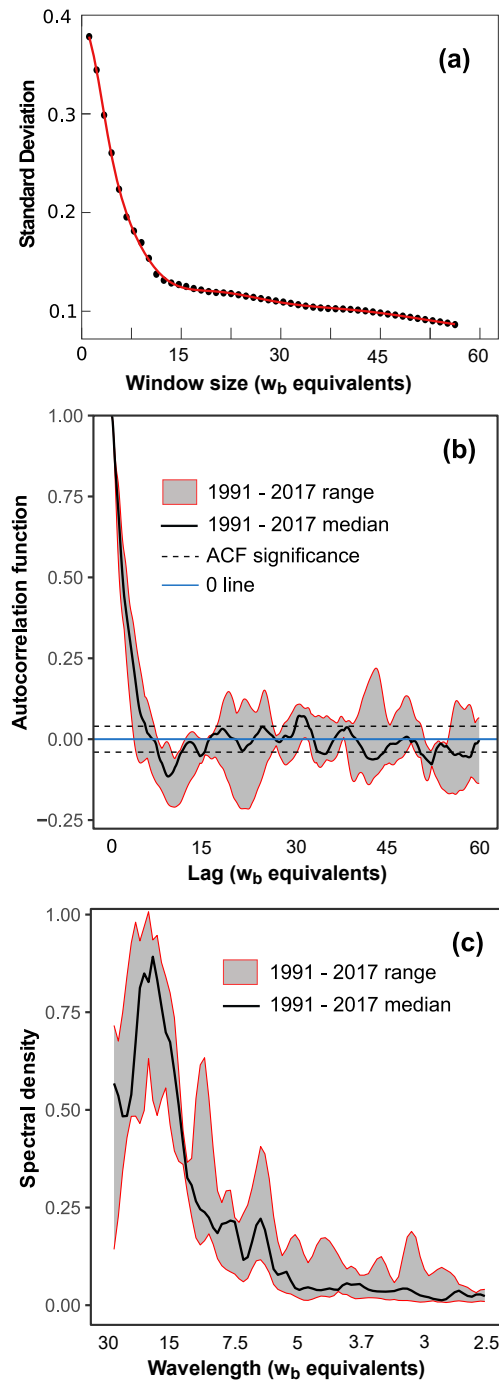 0.4
0.3
0.2
0.1
Standard Deviation
(a)
0 15 30 45 60
Window size (wb equivalents)
1.00
0.75
0.50
0.25
0.00
−0.25
Autocorrelation function
(b)
1991 - 2017 range
1991 - 2017 median
ACF significance
0 line
0 15 30 45 60
Lag (wb equivalents)
1.00
0.75
0.50
0.25
0.00
Spectral density
(c)
1991 - 2017 range
1991 - 2017 median
30 15 7.5 5 3.7 3 2.5
Wavelength (wb equivalents)